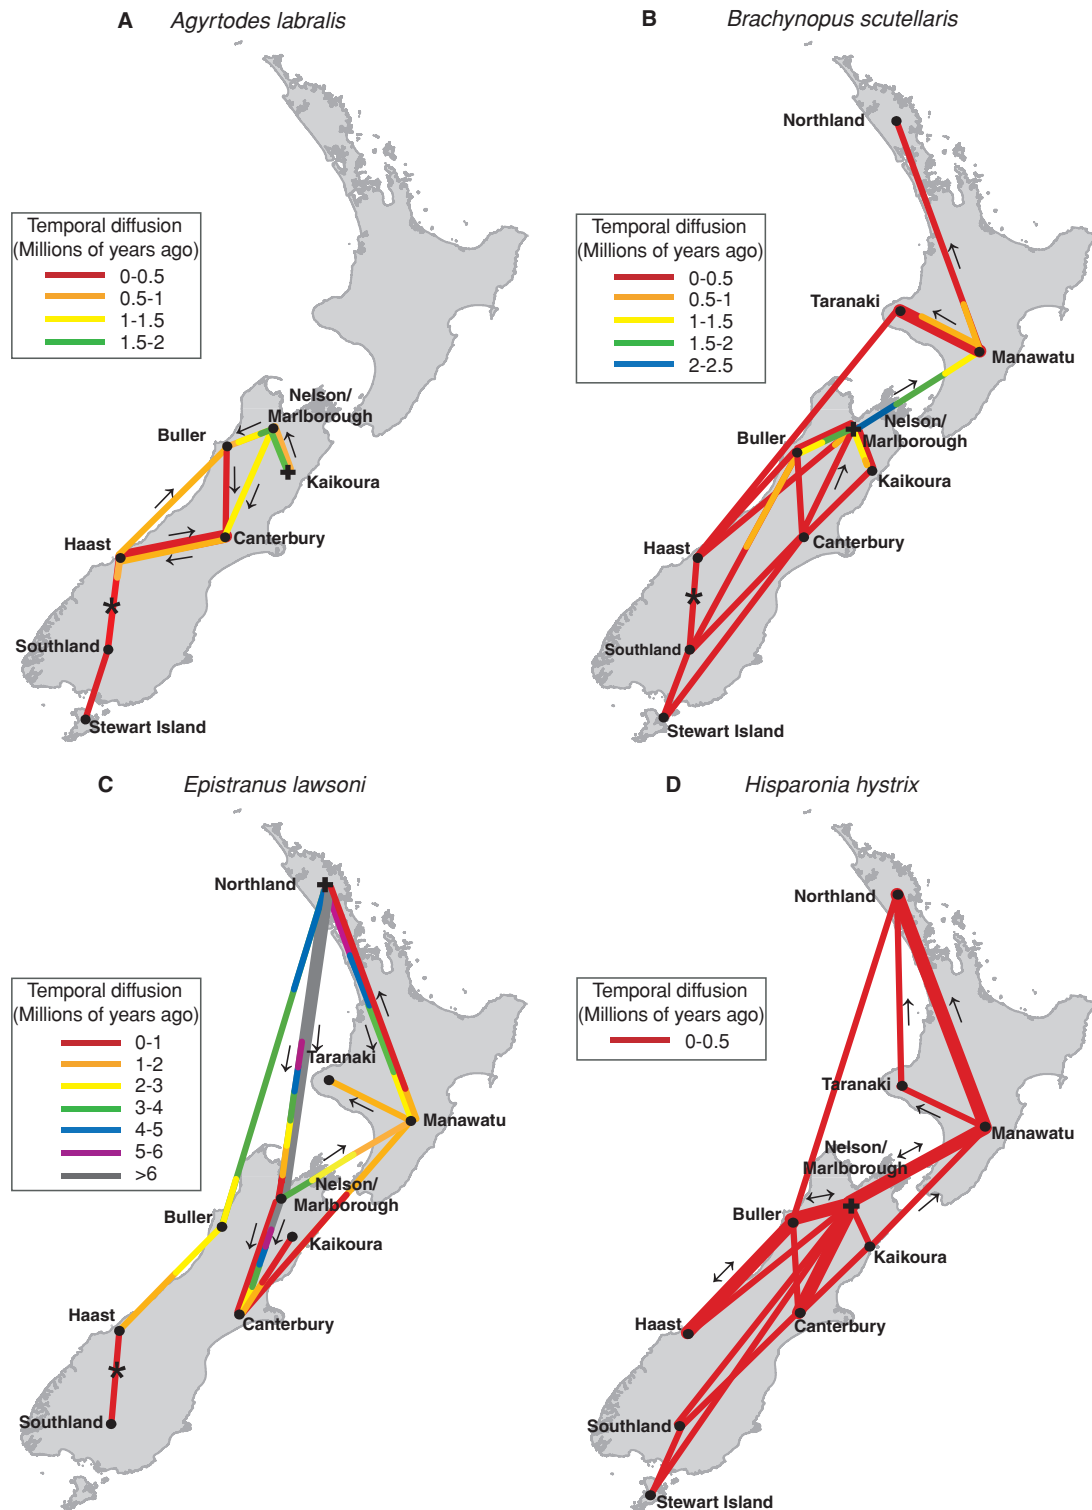 A Agyrtodes labralis
Temporal diffusion
(Millions of years ago)
0-0.5
0.5-1
1-1.5
1.5-2
Nelson/
Marlborough
Buller
Kaikoura
Canterbury
Haast
*
Southland
Stewart Island
B Brachynopus scutellaris
Northland
Temporal diffusion
(Millions of years ago)
0-0.5
0.5-1
1-1.5
1.5-2
2-2.5
Taranaki
Manawatu
Nelson/
Marlborough
Buller
Kaikoura
Canterbury
Haast
*
Southland
Stewart Island
C Epistranus lawsoni
Northland
Temporal diffusion
(Millions of years ago)
0-1
1-2
2-3
3-4
4-5
5-6
>6
Taranaki
Manawatu
Nelson/
Marlborough
Buller
Kaikoura
Haast
Canterbury
*
Southland
D Hisparonia hystrix
Northland
Temporal diffusion
(Millions of years ago)
0-0.5
Taranaki
Manawatu
Nelson/
Marlborough
Buller
Kaikoura
Haast
Canterbury
Southland
Stewart Island